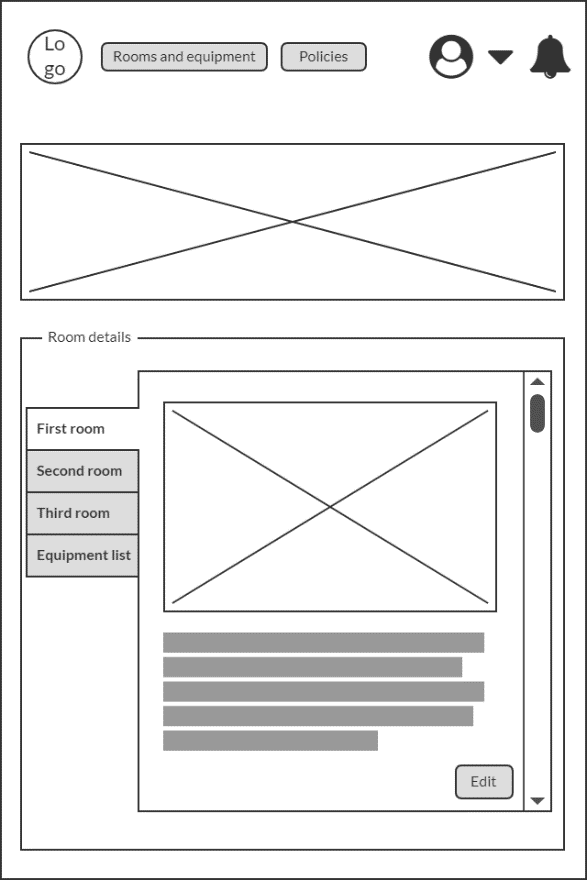 Lo
go
Rooms and equipment
Policies
Room details
First room
Second room
Third room
Equipment list
Edit